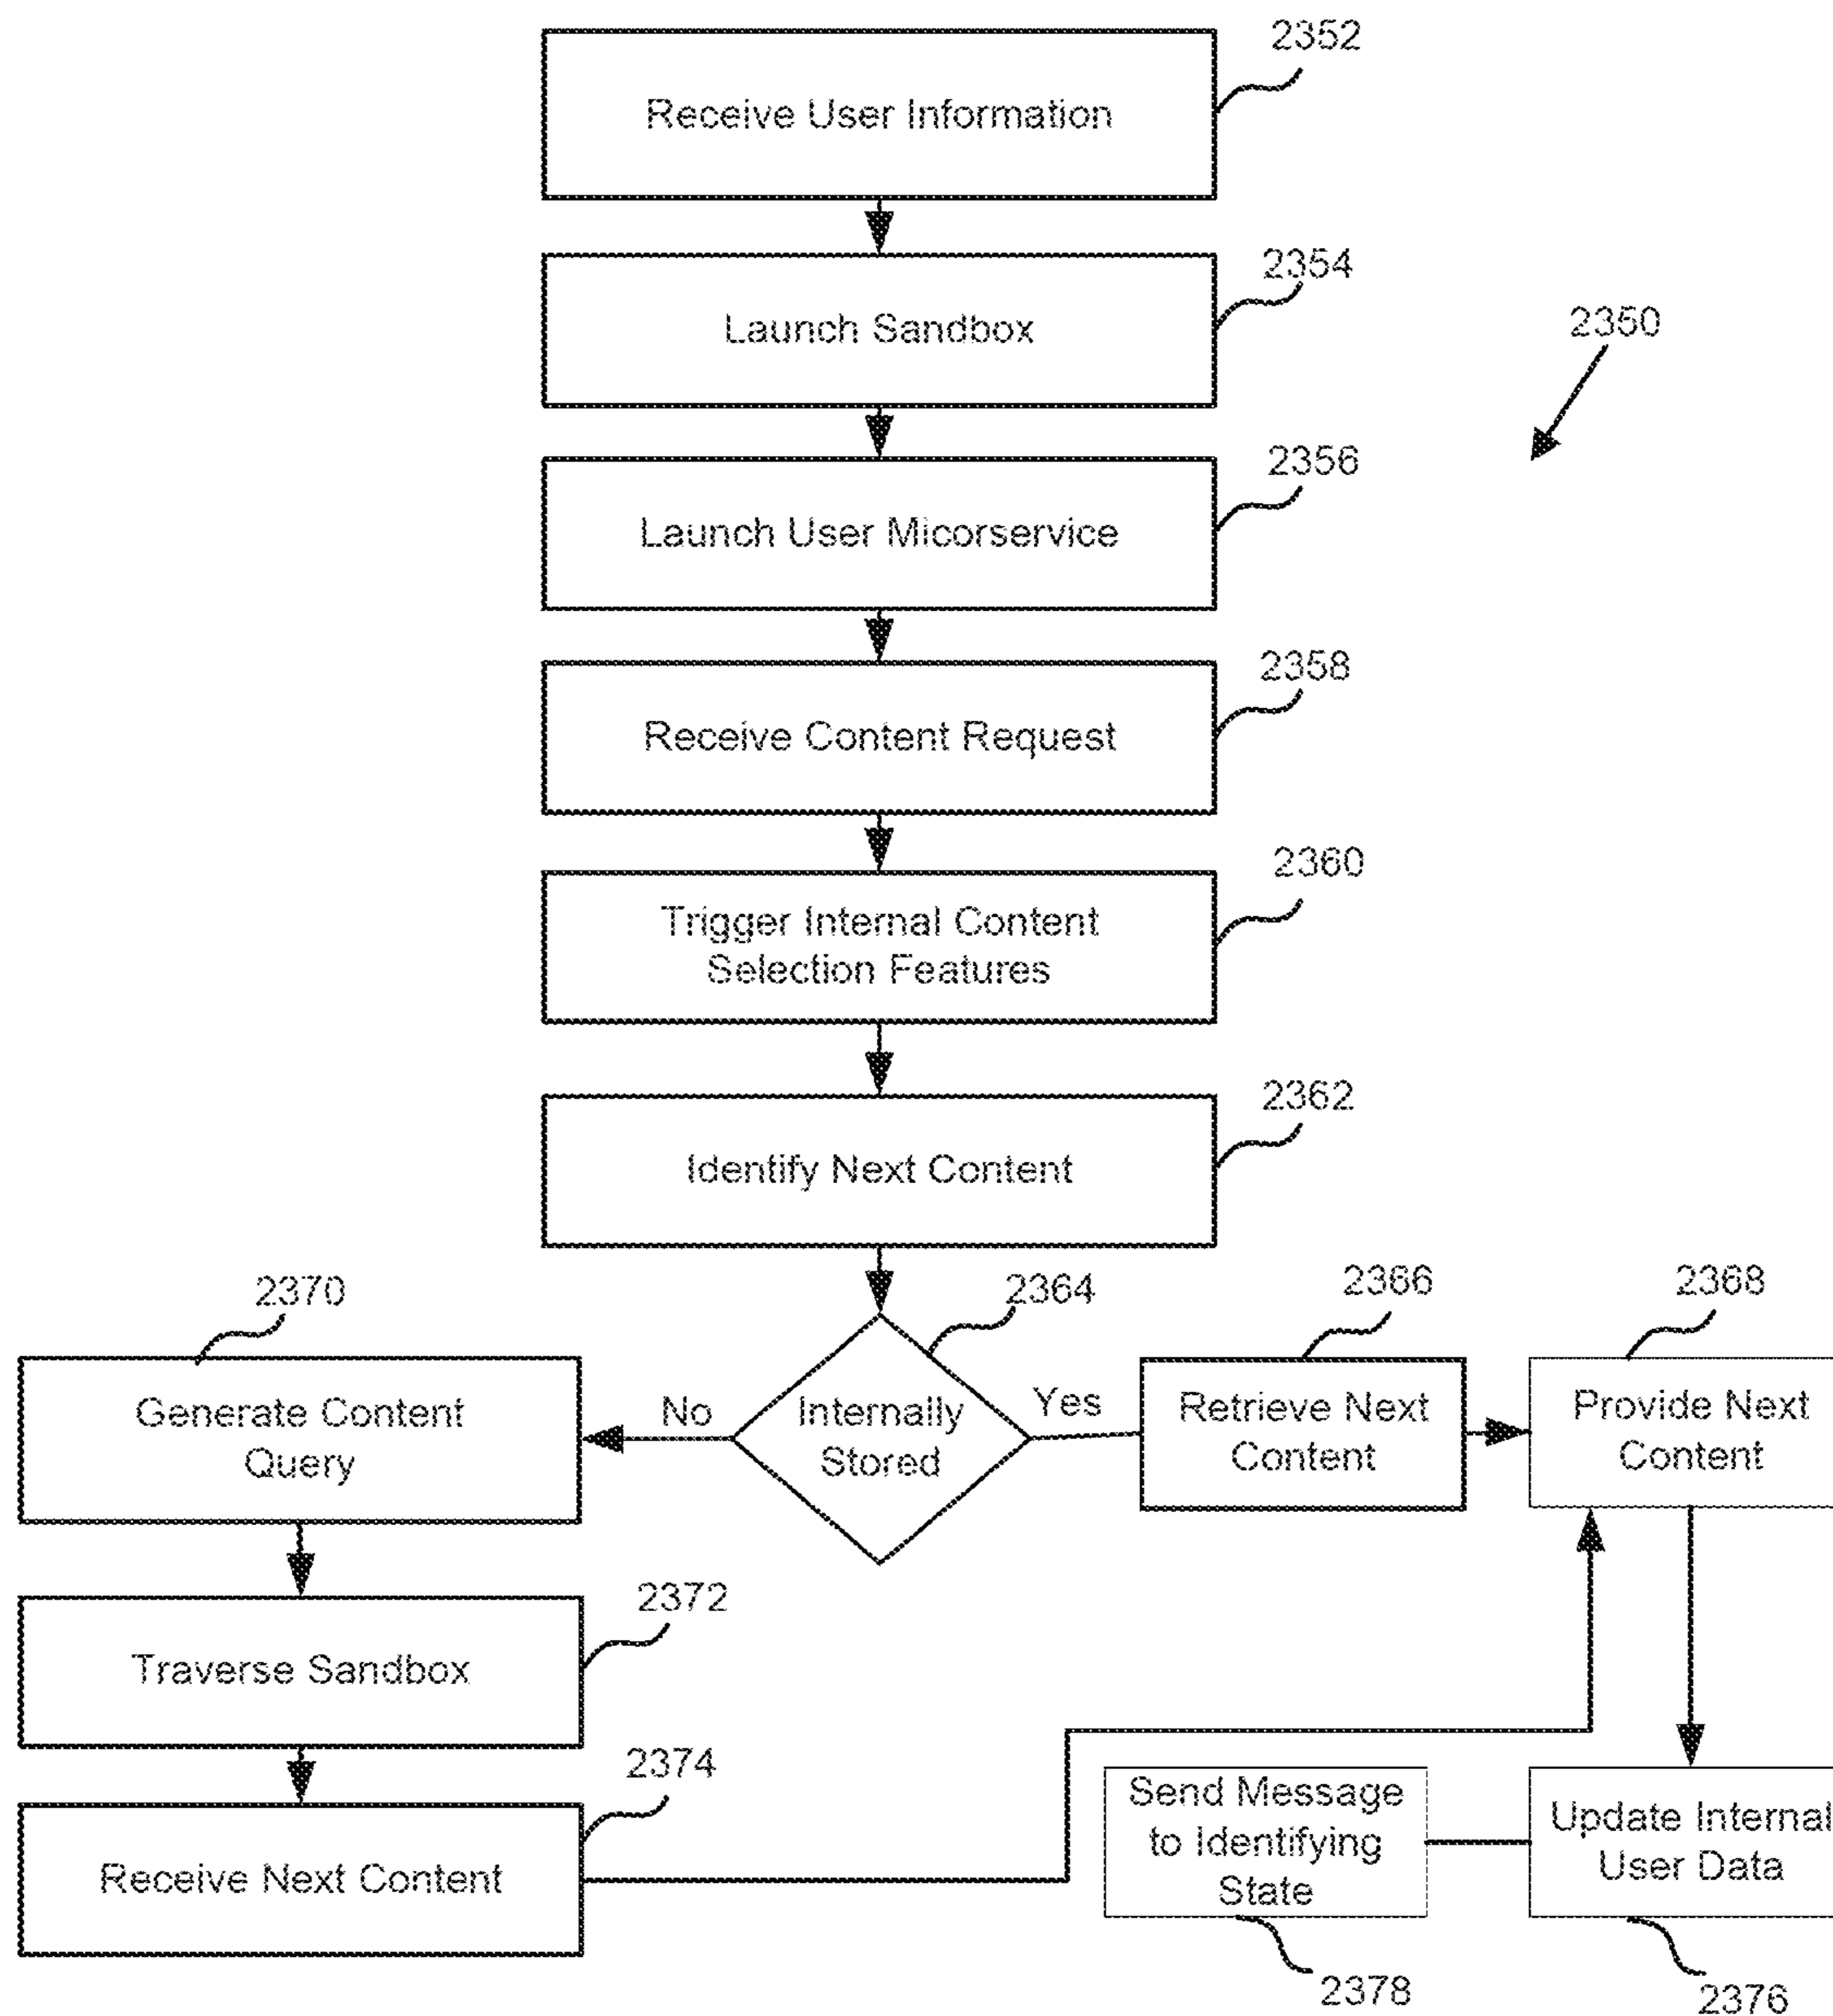 2352
Receive User Information
2354
Launch Sandbox
2350
2356
Launch User Micorservice
2358
Receive Content Request
2360
Trigger Internal Content
Selection Features
2362
Identify Next Content
2364
2366
2368
2370
Generate Content
Query
No
Internally
Stored
Yes
Retrieve Next
Content
Provide Next
Content
2372
Traverse Sandbox
2374
Receive Next Content
Send Message
to Identifying
State
Update Internal
User Data
2378
2376